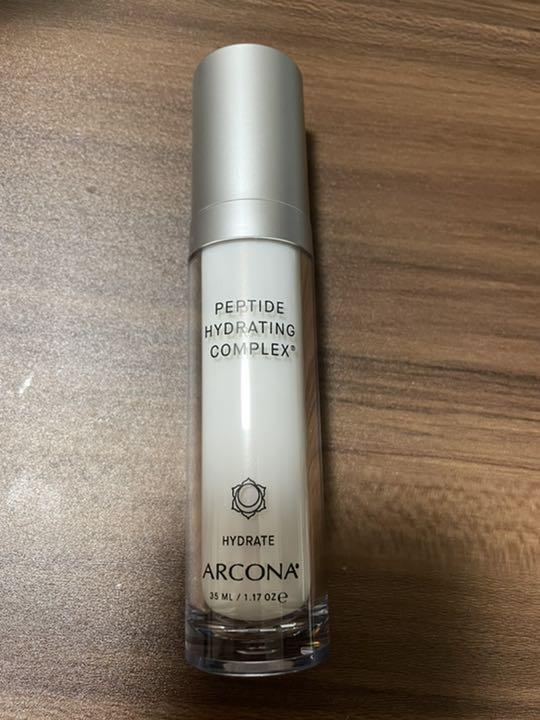 PEPTIDE
HYDRATING
COMPLEX®
HYDRATE
ARCONA®
35 ML / 1.17 OZ ℮